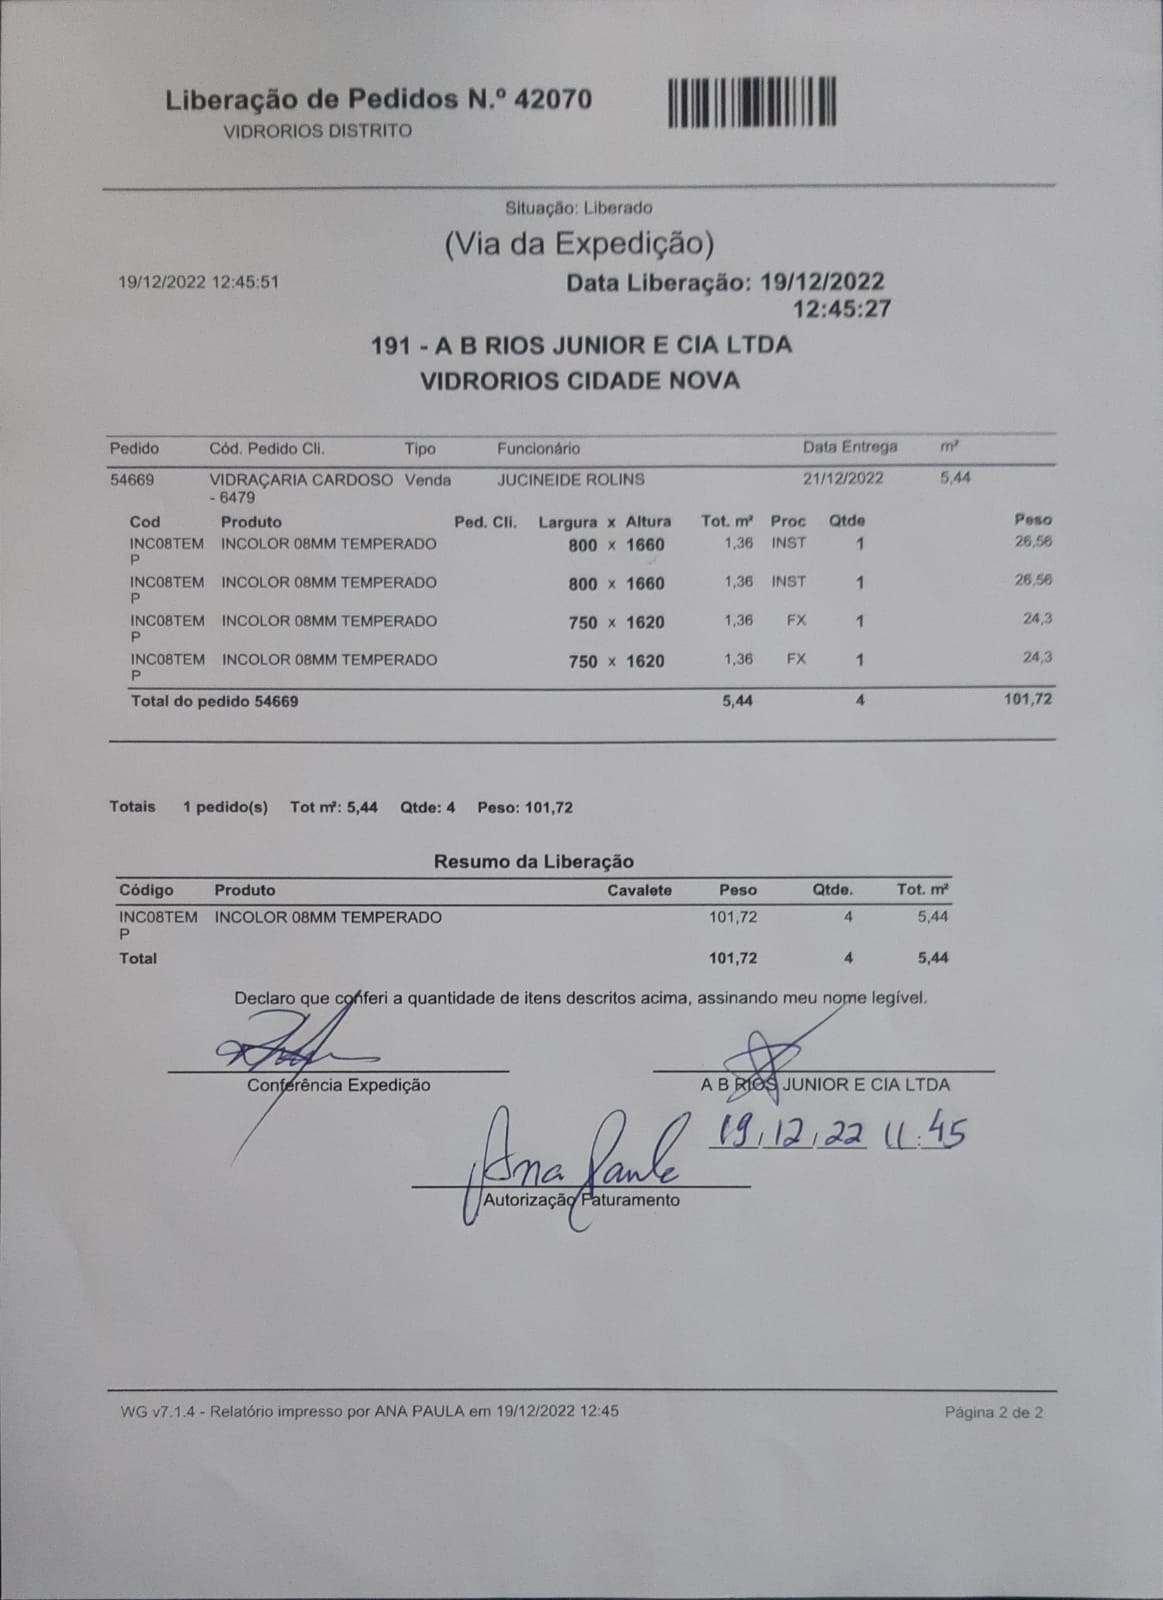 Liberação de Pedidos N.º 42070
VIDRORIOS DISTRITO
Situação: Liberado
(Via da Expedição)
19/12/2022 12:45:51 Data Liberação: 19/12/2022
12:45:27
191 - A B RIOS JUNIOR E CIA LTDA
VIDRORIOS CIDADE NOVA
Pedido Cód. Pedido Cli. Tipo Funcionário Data Entrega m²
54669 VIDRAÇARIA CARDOSO Venda JUCINEIDE ROLINS 21/12/2022 5,44
- 6479
Cod Produto Ped. Cli. Largura x Altura Tot. m² Proc Qtde Peso
INC08TEM INCOLOR 08MM TEMPERADO 800 x 1660 1,36 INST 1 26,56
P
INC08TEM INCOLOR 08MM TEMPERADO 800 x 1660 1,36 INST 1 26,56
P
INC08TEM INCOLOR 08MM TEMPERADO 750 x 1620 1,36 FX 1 24,3
P
INC08TEM INCOLOR 08MM TEMPERADO 750 x 1620 1,36 FX 1 24,3
P
Total do pedido 54669 5,44 4 101,72
Totais 1 pedido(s) Tot m²: 5,44 Qtde: 4 Peso: 101,72
Resumo da Liberação
Código Produto Cavalete Peso Qtde. Tot. m²
INC08TEM INCOLOR 08MM TEMPERADO 101,72 4 5,44
P
Total 101,72 4 5,44
Declaro que conferi a quantidade de itens descritos acima, assinando meu nome legível.
Conferência Expedição A B RIOS JUNIOR E CIA LTDA
19,12,22 11:45
Ana Paula
Autorização Faturamento
WG v7.1.4 - Relatório impresso por ANA PAULA em 19/12/2022 12:45 Página 2 de 2